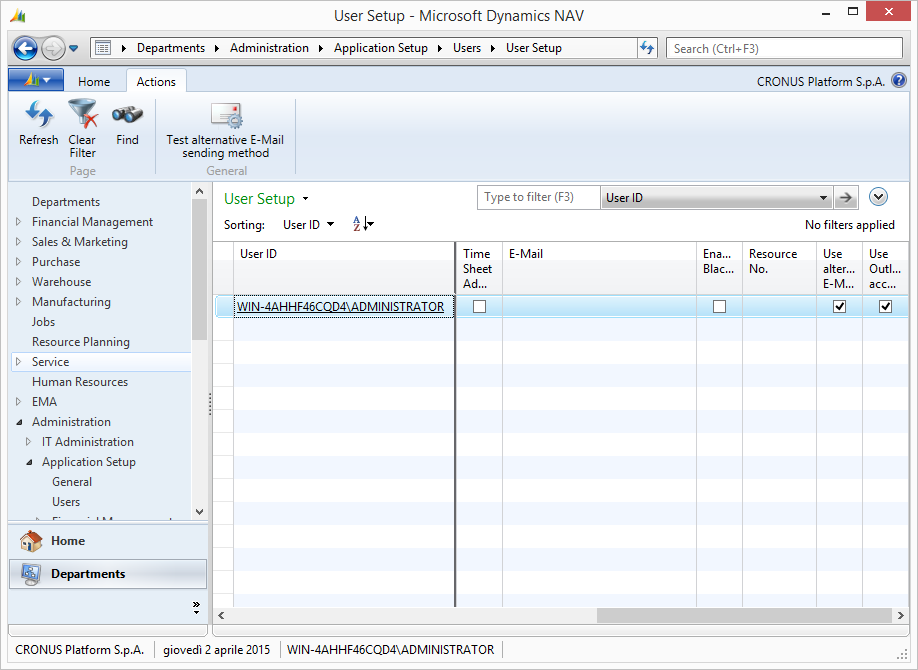 User Setup - Microsoft Dynamics NAV
Departments Administration Application Setup Users User Setup
Search (Ctrl+F3)
Home Actions
CRONUS Platform S.p.A.
Refresh Clear Filter Find
Test alternative E-Mail sending method
Page General
Departments
Financial Management
Sales & Marketing
Purchase
Warehouse
Manufacturing
Jobs
Resource Planning
Service
Human Resources
EMA
Administration
IT Administration
Application Setup
General
Users
Home
Departments
User Setup
Type to filter (F3) User ID
Sorting: User ID
No filters applied
User ID
Time Sheet Ad...
E-Mail
Ena... Blac...
Resource No.
Use alter... E-M...
Use Outl... acc...
WIN-4AHHF46CQD4\ADMINISTRATOR
CRONUS Platform S.p.A. giovedì 2 aprile 2015 WIN-4AHHF46CQD4\ADMINISTRATOR